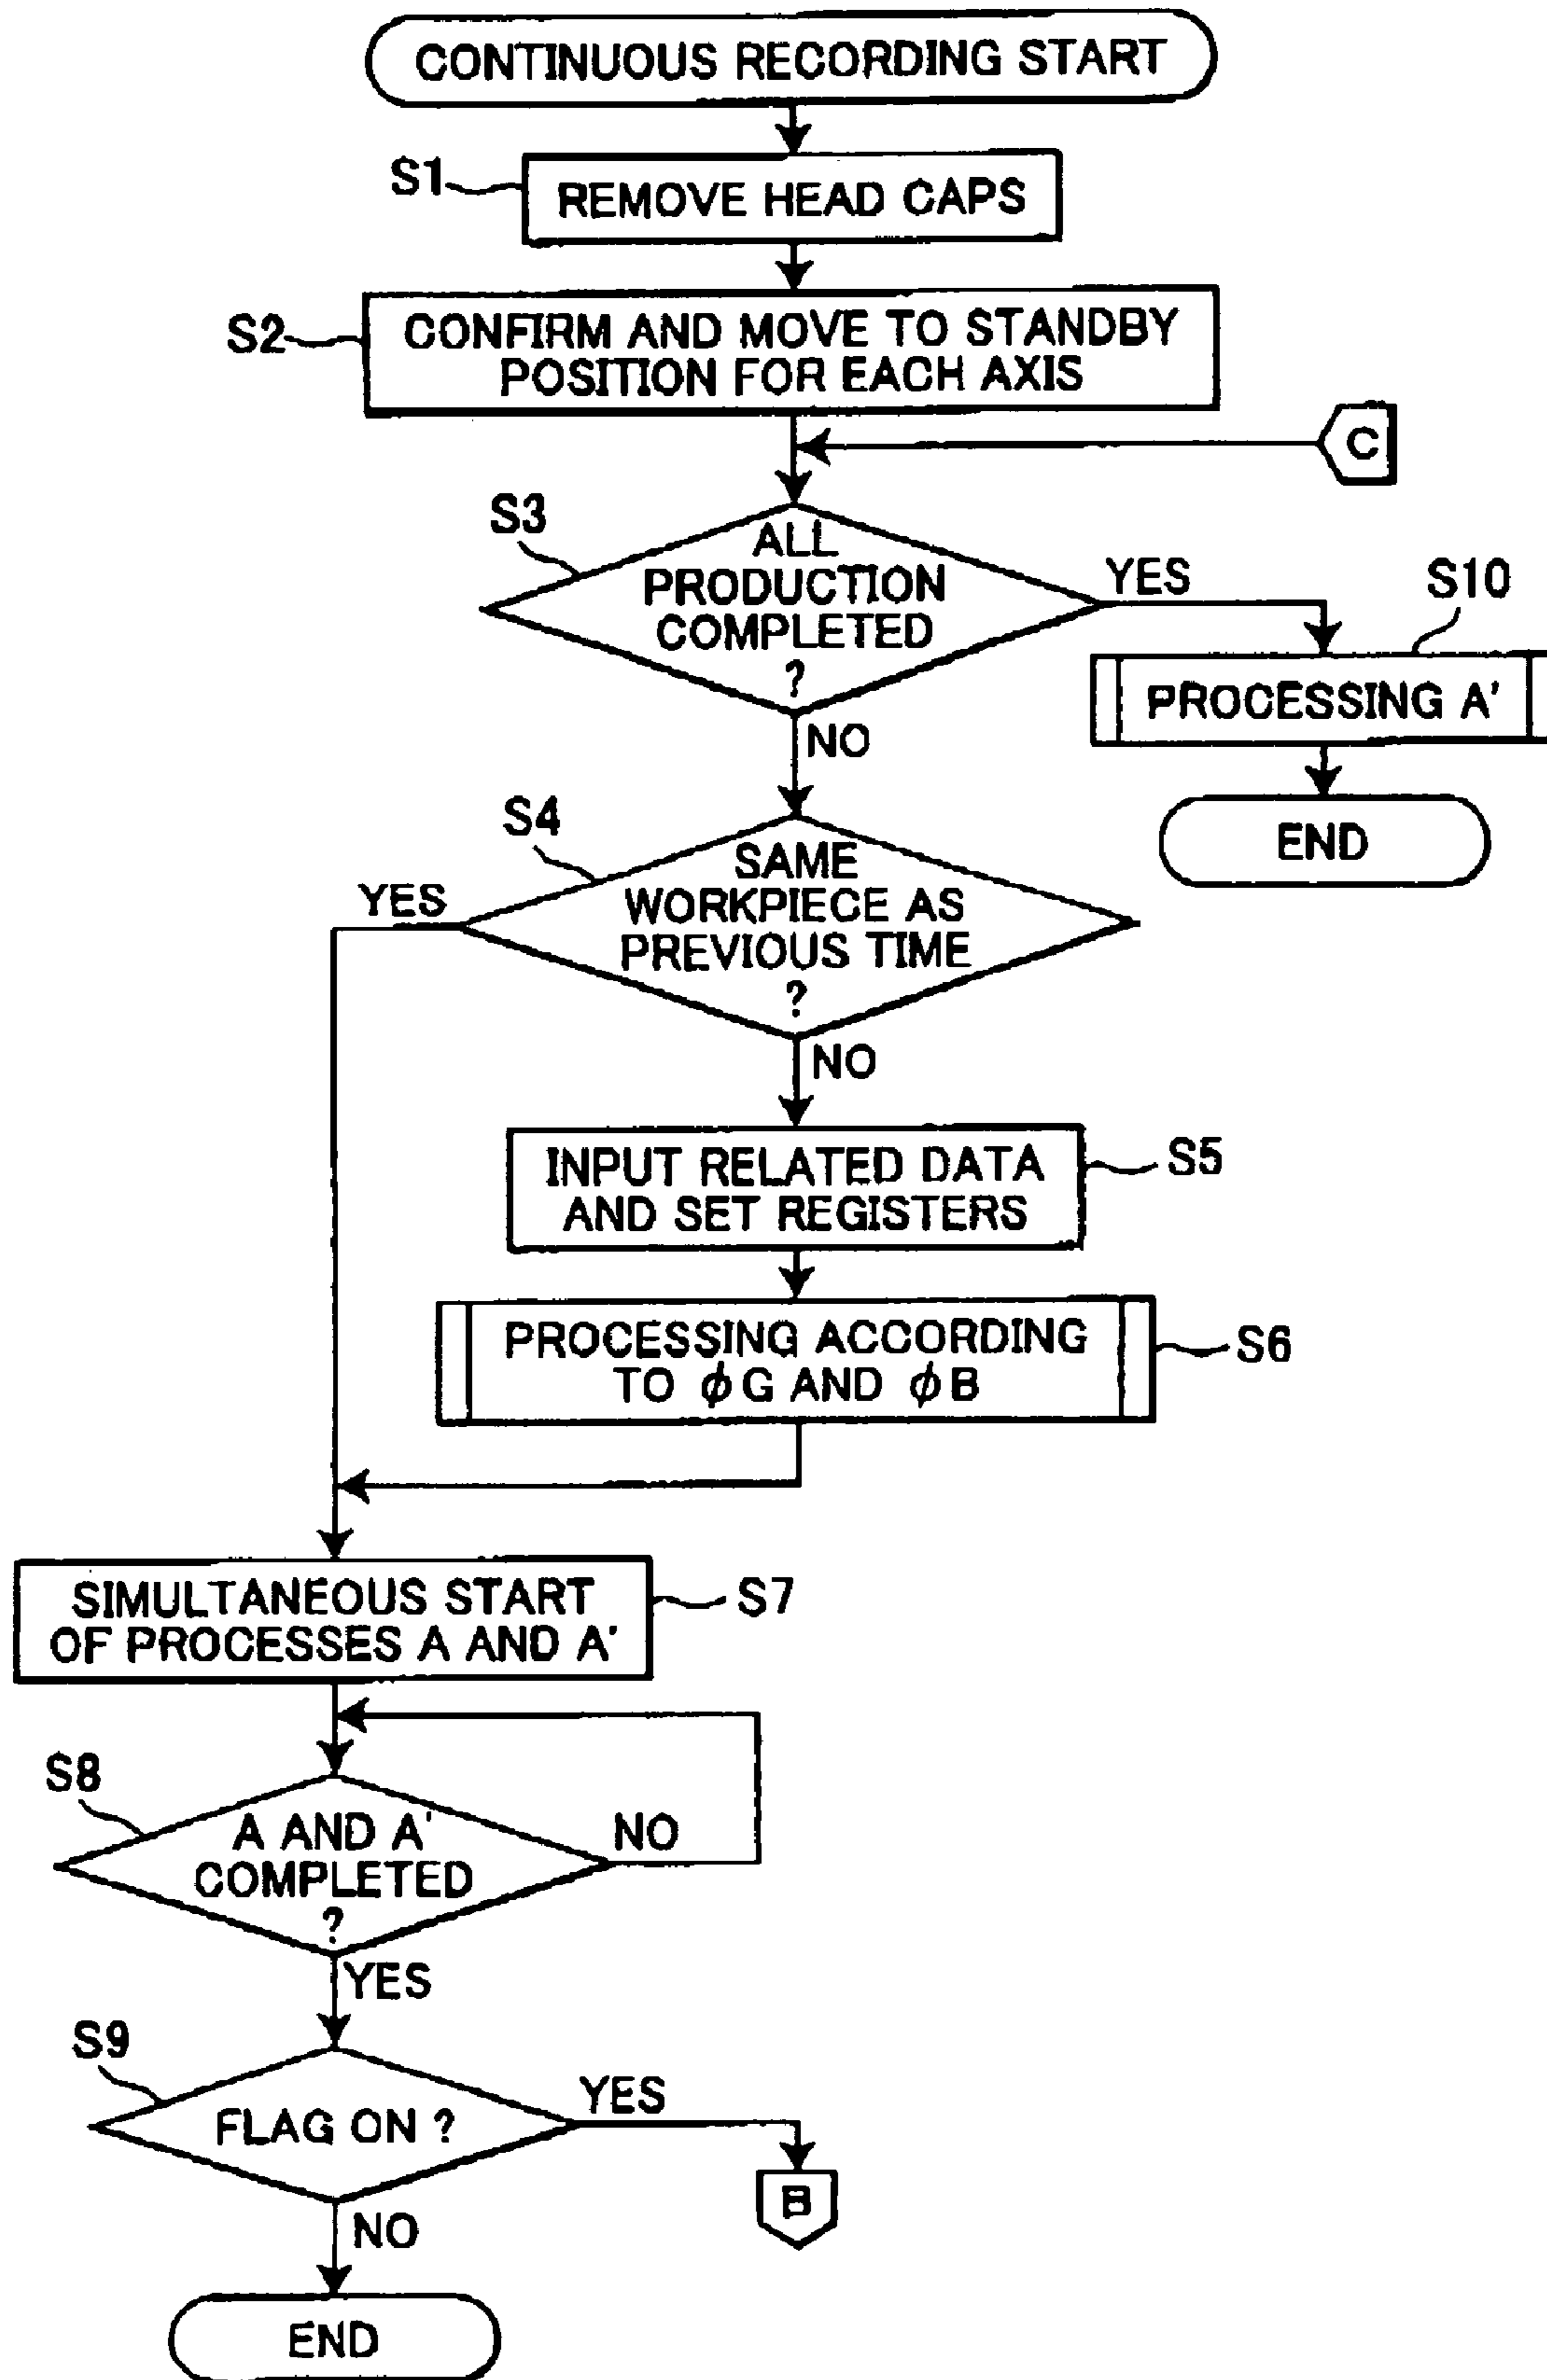 CONTINUOUS RECORDING START
S1
REMOVE HEAD CAPS
S2
CONFIRM AND MOVE TO STANDBY
POSITION FOR EACH AXIS
C
S3
ALL
PRODUCTION
COMPLETED
?
YES
S10
PROCESSING A'
NO
END
S4
SAME
WORKPIECE AS
PREVIOUS TIME
?
YES
NO
INPUT RELATED DATA
AND SET REGISTERS
S5
PROCESSING ACCORDING
TO ϕG AND ϕB
S6
SIMULTANEOUS START
OF PROCESSES A AND A'
S7
S8
A AND A'
COMPLETED
?
NO
YES
S9
FLAG ON ?
YES
B
NO
END